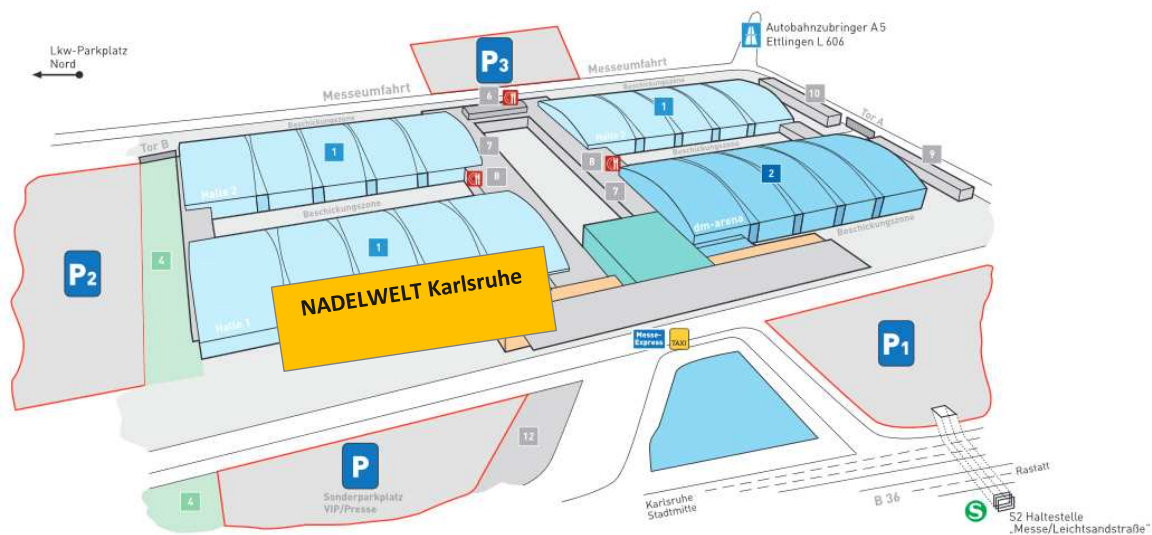 Autobahnzubringer A5
Ettlingen L 606
Lkw-Parkplatz
Nord
P3
Messeumfahrt
Messeumfahrt
6
Beschickungszone
10
Tor A
1
Halle 3
Beschickungszone
Tor B
1
7
Beschickungszone
8
9
2
Halle 2
8
7
dm-arena
Beschickungszone
Beschickungszone
P2
4
1
NADELWELT Karlsruhe
Halle 1
Messe-
Express
TAXI
P1
12
P
Sonderparkplatz
VIP/Presse
4
Karlsruhe
Stadtmitte
B 36
Rastatt
S
S2 Haltestelle
„Messe/Leichtsandstraße“